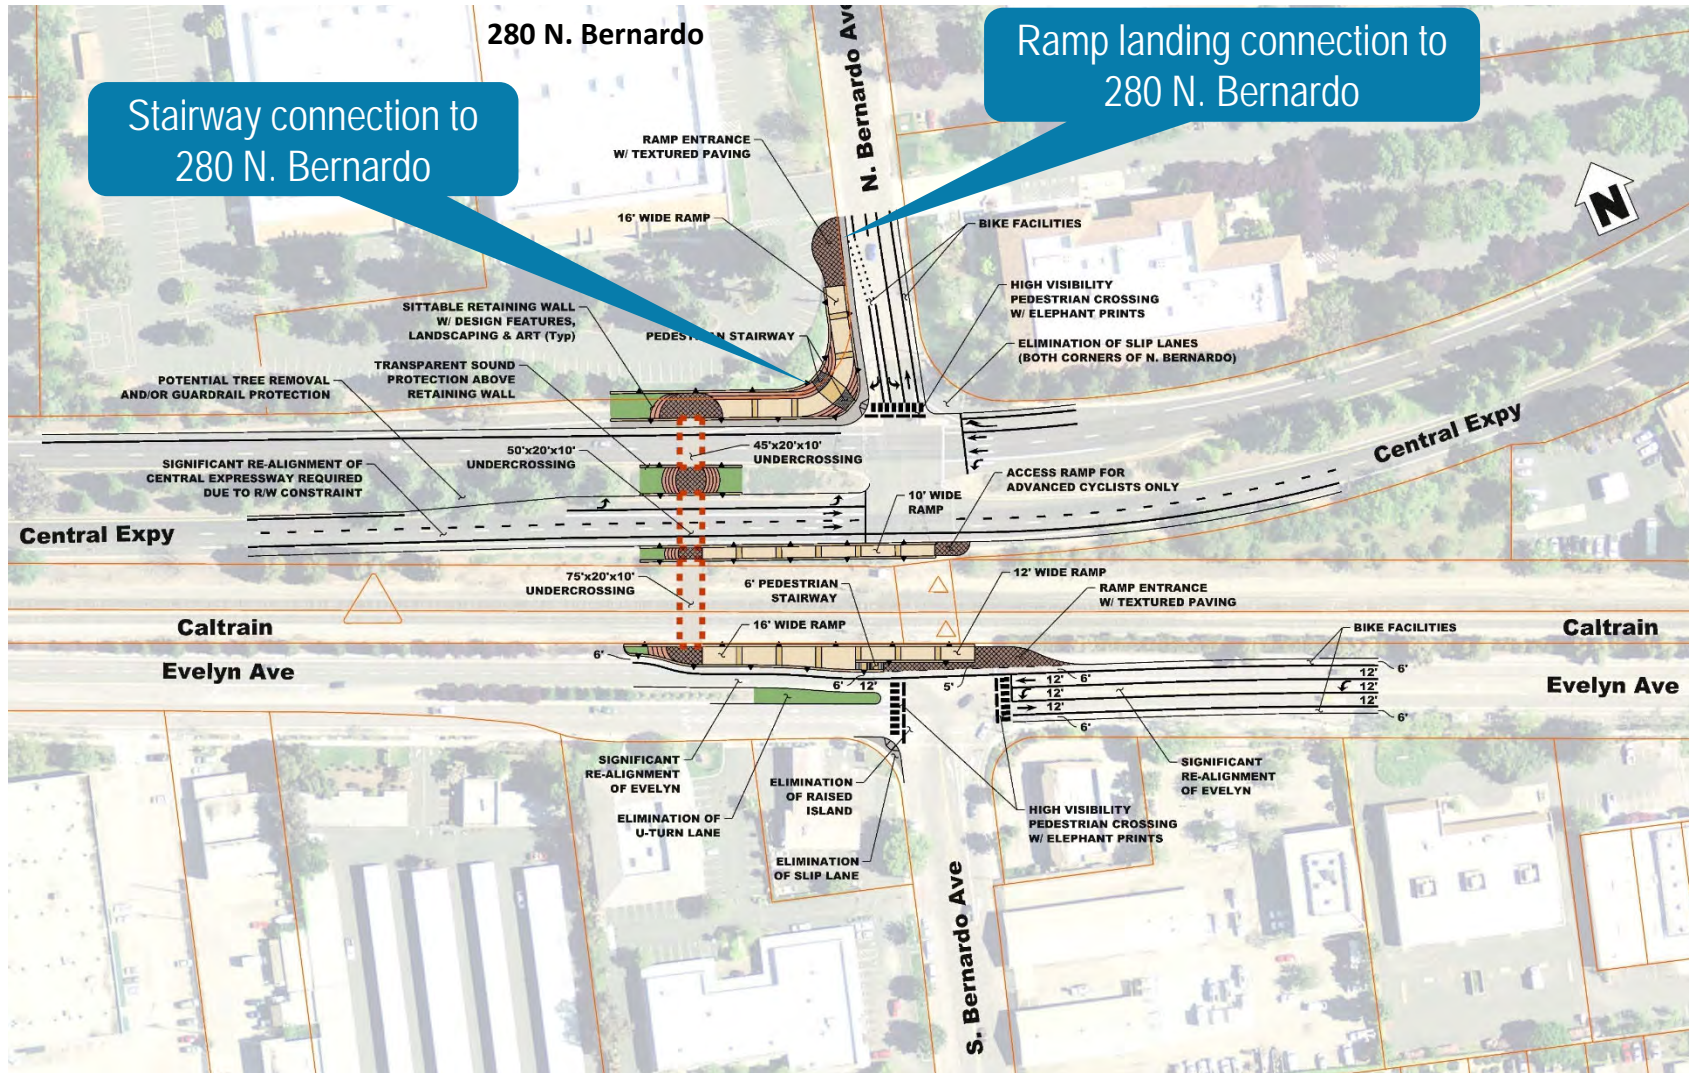 280 N. Bernardo
N. Bernardo Ave
Ramp landing connection to
280 N. Bernardo
Stairway connection to
280 N. Bernardo
RAMP ENTRANCE
W/ TEXTURED PAVING
16' WIDE RAMP
BIKE FACILITIES
N
HIGH VISIBILITY
PEDESTRIAN CROSSING
W/ ELEPHANT PRINTS
SITTABLE RETAINING WALL
W/ DESIGN FEATURES,
LANDSCAPING & ART (Typ)
PEDESTRIAN STAIRWAY
ELIMINATION OF SLIP LANES
(BOTH CORNERS OF N. BERNARDO)
TRANSPARENT SOUND
PROTECTION ABOVE
RETAINING WALL
POTENTIAL TREE REMOVAL
AND/OR GUARDRAIL PROTECTION
Central Expy
50'x20'x10'
UNDERCROSSING
45'x20'x10'
UNDERCROSSING
SIGNIFICANT RE-ALIGNMENT OF
CENTRAL EXPRESSWAY REQUIRED
DUE TO R/W CONSTRAINT
ACCESS RAMP FOR
ADVANCED CYCLISTS ONLY
10' WIDE
RAMP
Central Expy
75'x20'x10'
UNDERCROSSING
6' PEDESTRIAN
STAIRWAY
12' WIDE RAMP
RAMP ENTRANCE
W/ TEXTURED PAVING
Caltrain
16' WIDE RAMP
BIKE FACILITIES
Caltrain
6'
Evelyn Ave
6'
12'
5'
6'
12'
12'
12'
12'
12'
12'
6'
Evelyn Ave
6'
6'
SIGNIFICANT
RE-ALIGNMENT
OF EVELYN
ELIMINATION OF
U-TURN LANE
ELIMINATION
OF RAISED
ISLAND
ELIMINATION
OF SLIP LANE
HIGH VISIBILITY
PEDESTRIAN CROSSING
W/ ELEPHANT PRINTS
SIGNIFICANT
RE-ALIGNMENT
OF EVELYN
S. Bernardo Ave